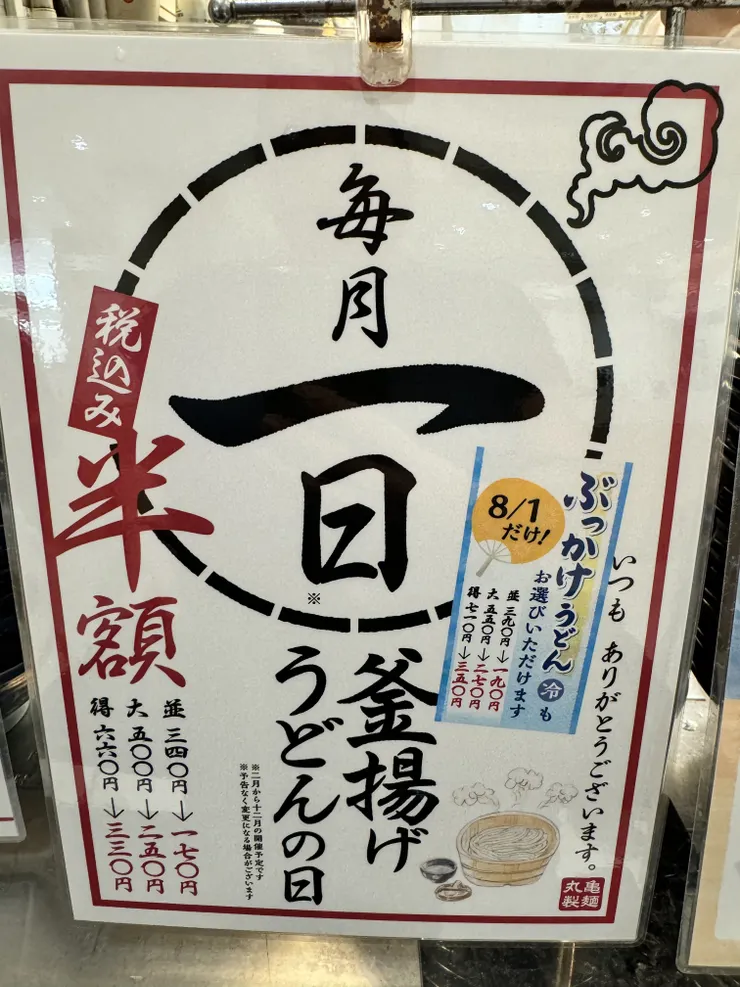 毎月
一日
※
釜揚げ
うどんの日
※二月から十二月の開催予定です
※予告なく変更になる場合がございます
税込み
半額
並 三四〇円→一七〇円
大 五〇〇円→二五〇円
得 六六〇円→三三〇円
8/1
だけ!
ぶっかけうどん 冷も
お選びいただけます
並 三九〇円→一九〇円
大 五五〇円→二七〇円
得 七一〇円→三五〇円
いつも ありがとうございます。
丸亀
製麺